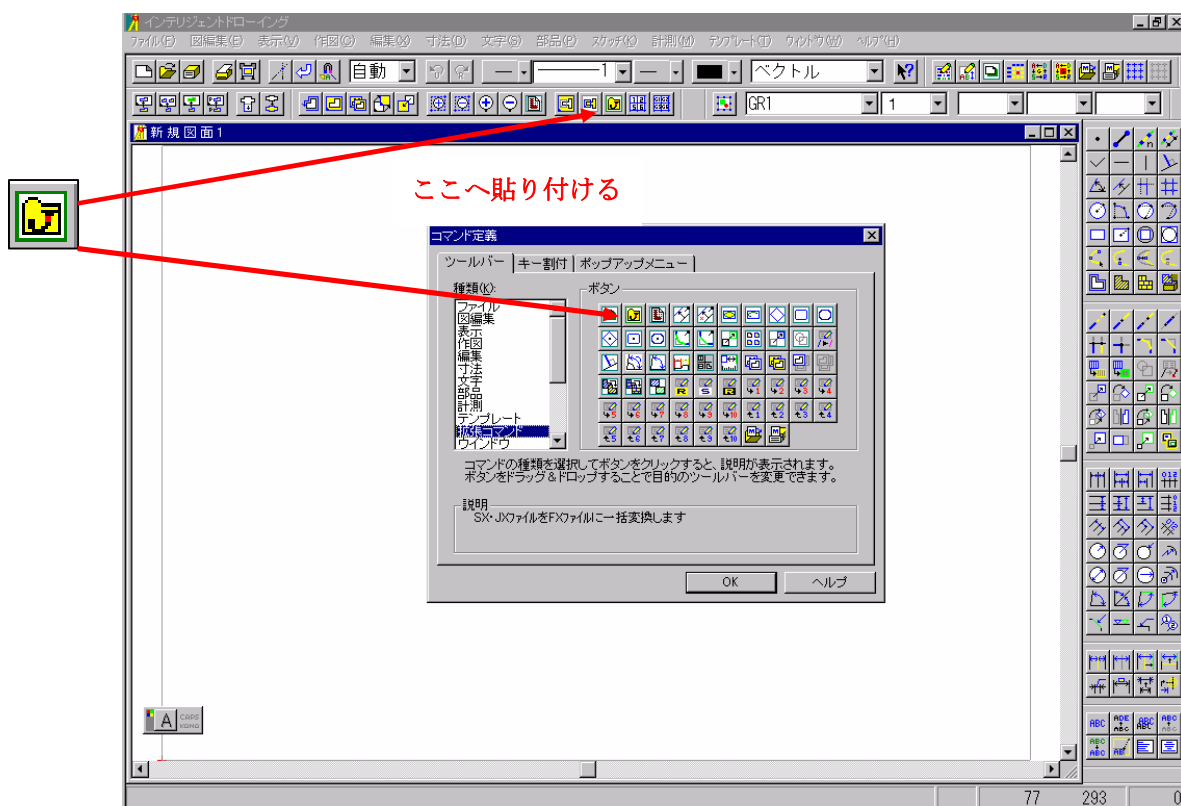 インテリジェントドローイング
ファイル(F) 図編集(E) 表示(V) 作図(C) 編集(X) 寸法(D) 文字(S) 部品(P) スケッチ(K) 計測(M) テンプレート(T) ウィンドウ(W) ヘルプ(H)
自動 1 ベクトル
GR1 1
新規図面1
ここへ貼り付ける
コマンド定義
ツールバー キー割付 ポップアップメニュー
種類(K): ボタン
ファイル
図編集
表示
作図
編集
寸法
文字
部品
計測
テンプレート
拡張コマンド
ウインドウ
コマンドの種類を選択してボタンをクリックすると、説明が表示されます。
ボタンをドラッグ&ドロップすることで目的のツールバーを変更できます。
説明
SX・JXファイルをFXファイルに一括変換します
OK ヘルプ
A CAPS
KANA
77 293 0